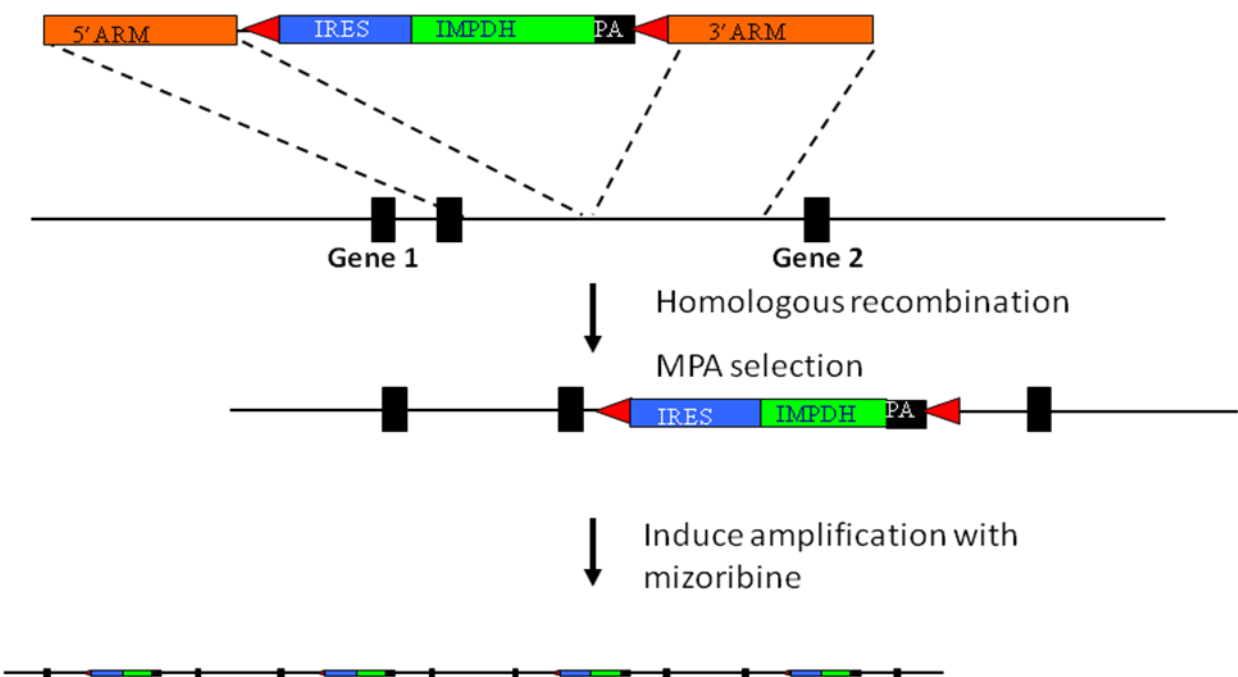 5' ARM IRES IMPDH PA 3' ARM
Gene 1 Gene 2
Homologous recombination
MPA selection
IRES IMPDH PA
Induce amplification with
mizoribine